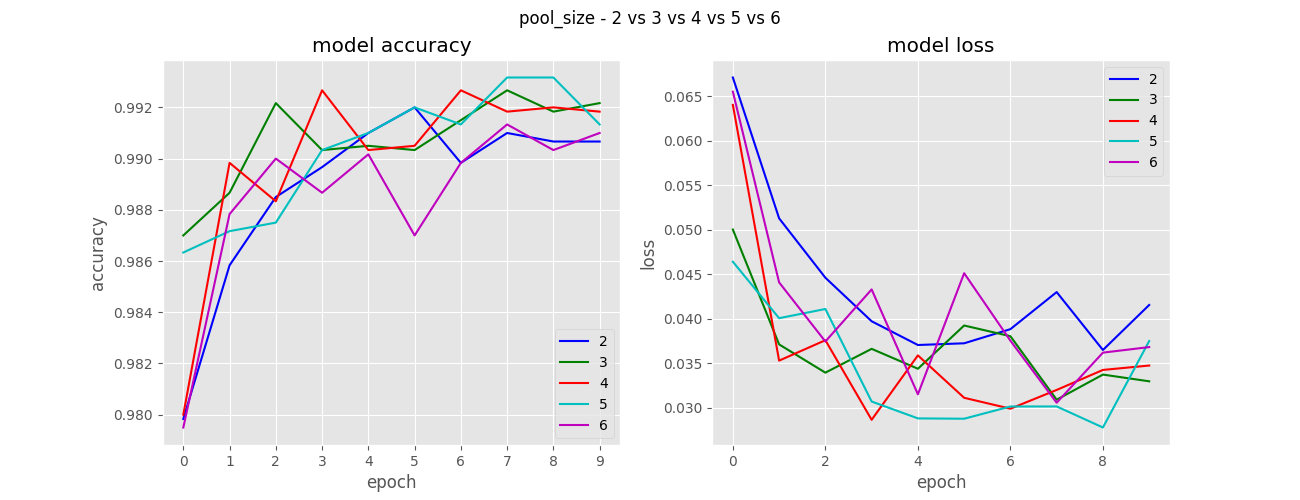 pool_size - 2 vs 3 vs 4 vs 5 vs 6
model accuracy
accuracy
0.992
0.990
0.988
0.986
0.984
0.982
0.980
0 1 2 3 4 5 6 7 8 9
epoch
2
3
4
5
6
model loss
loss
0.065
0.060
0.055
0.050
0.045
0.040
0.035
0.030
0 2 4 6 8
epoch
2
3
4
5
6